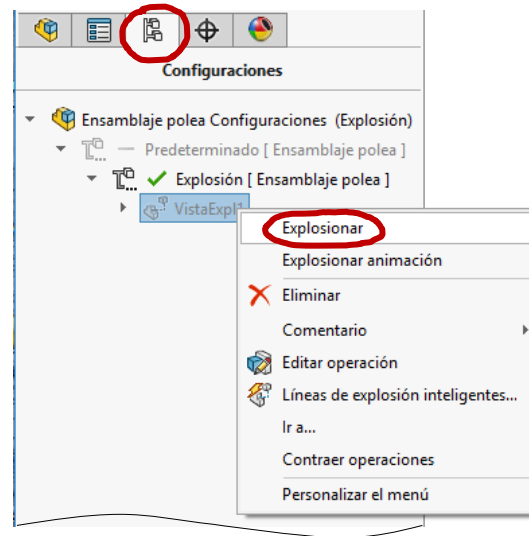 Configuraciones
Ensamblaje polea Configuraciones (Explosión)
Predeterminado [ Ensamblaje polea ]
Explosión [ Ensamblaje polea ]
VistaExpl1
Explosionar
Explosionar animación
Eliminar
Comentario
Editar operación
Líneas de explosión inteligentes...
Ir a...
Contraer operaciones
Personalizar el menú